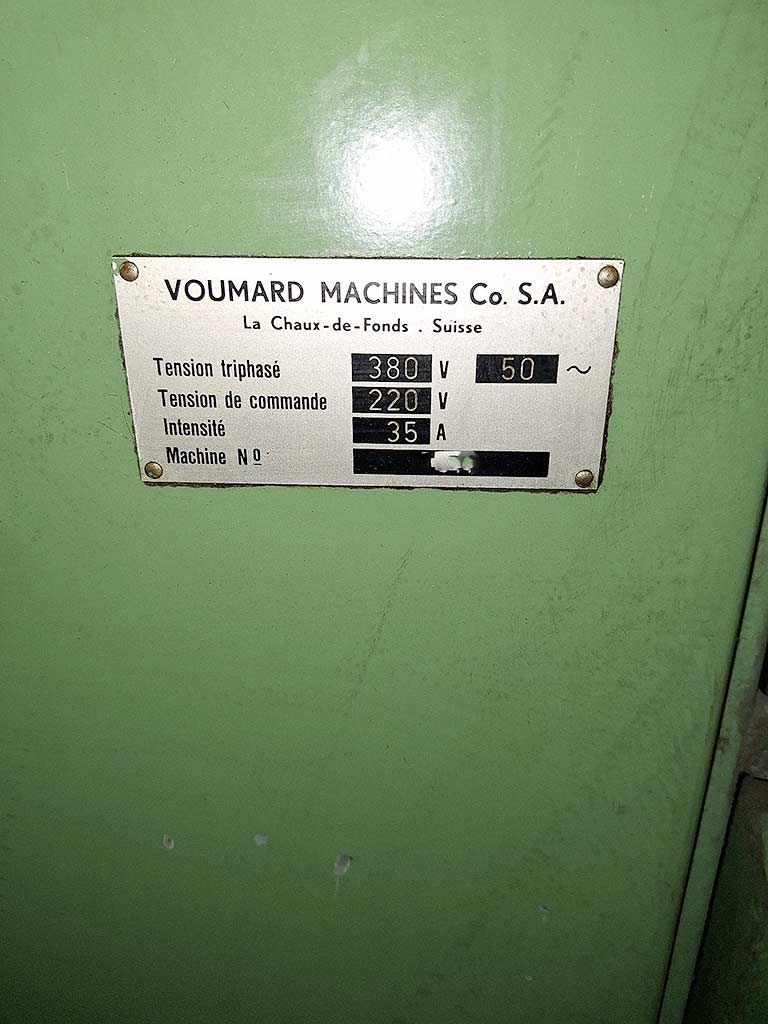 VOUMARD MACHINES Co. S.A.
La Chaux-de-Fonds . Suisse
Tension triphasé 380 V 50 ~
Tension de commande 220 V
Intensité 35 A
Machine Nº